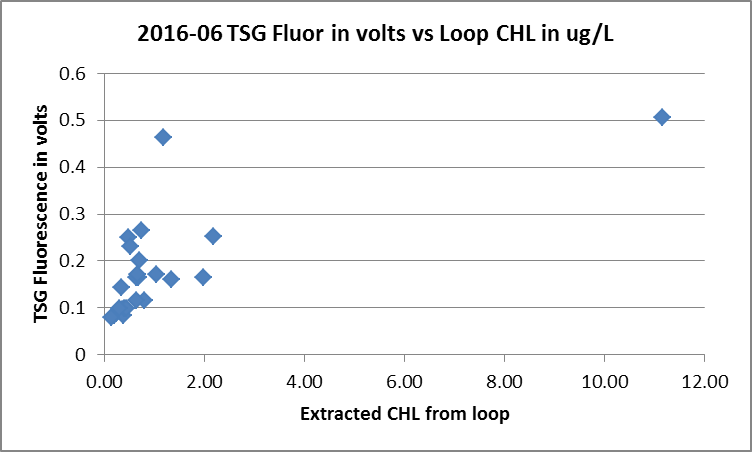 2016-06 TSG Fluor in volts vs Loop CHL in ug/L
TSG Fluorescence in volts
0.6
0.5
0.4
0.3
0.2
0.1
0
0.00 2.00 4.00 6.00 8.00 10.00 12.00
Extracted CHL from loop